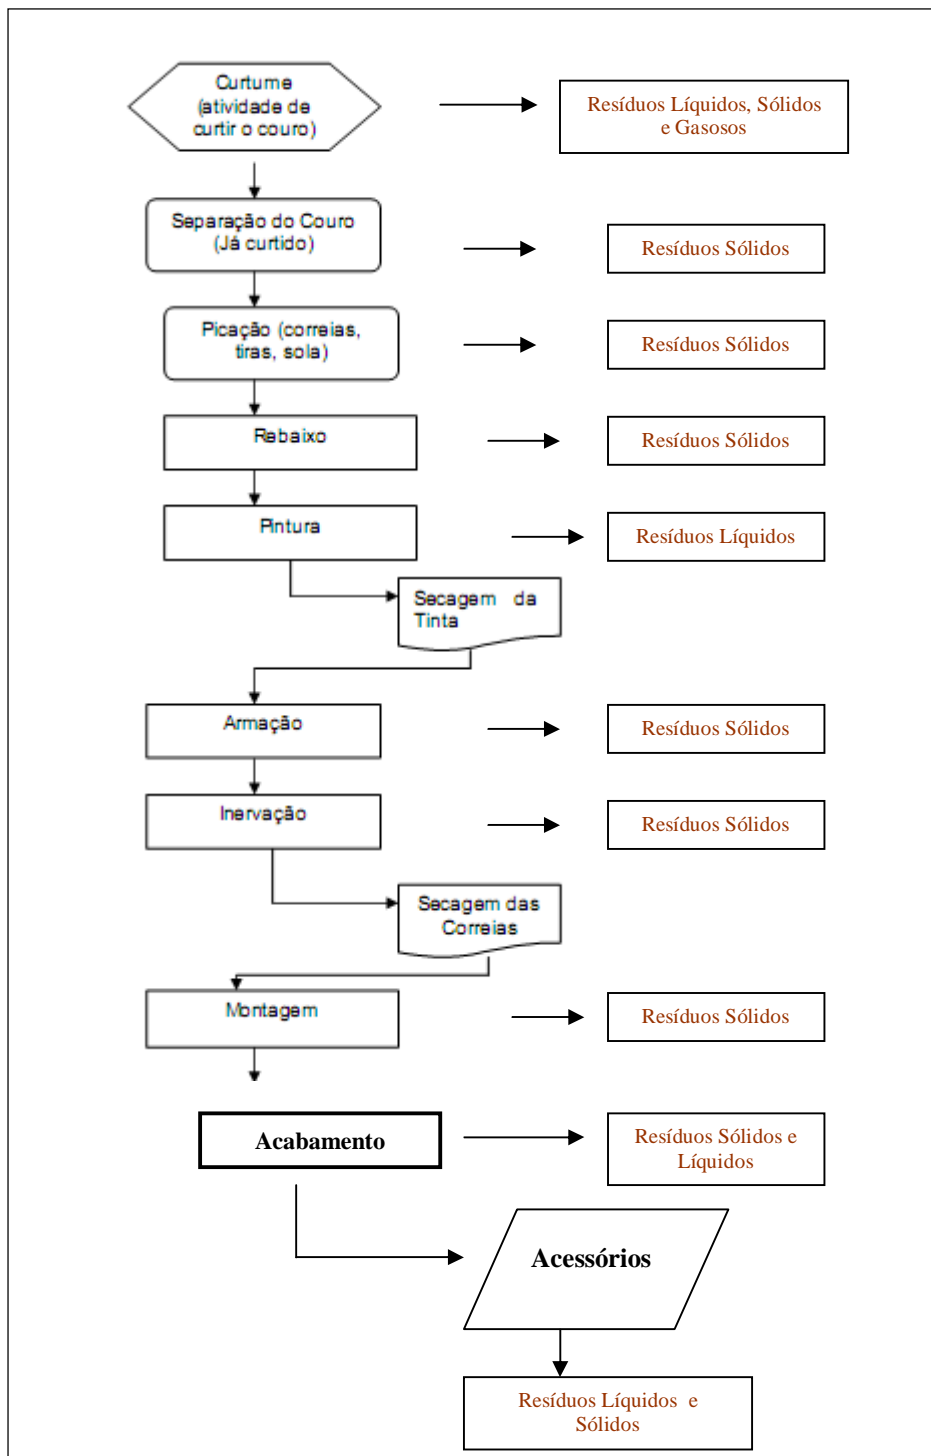 Curtume
(atividade de
curtir o couro)
Resíduos Líquidos, Sólidos
e Gasosos
Separação do Couro
(Já curtido)
Resíduos Sólidos
Picação (correias,
tiras, sola)
Resíduos Sólidos
Rebaixo
Resíduos Sólidos
Pintura
Resíduos Líquidos
Secagem da
Tinta
Armação
Resíduos Sólidos
Inervação
Resíduos Sólidos
Secagem das
Correias
Montagem
Resíduos Sólidos
Acabamento
Resíduos Sólidos e
Líquidos
Acessórios
Resíduos Líquidos e
Sólidos